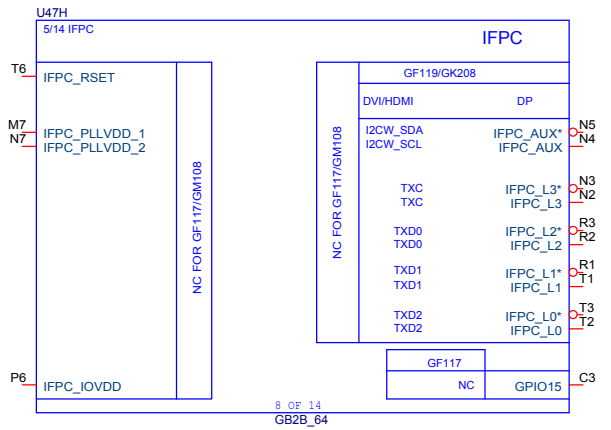 U47H
5/14 IFPC
IFPC
T6 IFPC_RSET
GF119/GK208
DVI/HDMI DP
M7 IFPC_PLLVDD_1
N7 IFPC_PLLVDD_2
I2CW_SDA IFPC_AUX* N5
I2CW_SCL IFPC_AUX N4
TXC IFPC_L3* N3
TXC IFPC_L3 N2
NC FOR GF117/GM108
NC FOR GF117/GM108
TXD0 IFPC_L2* R3
TXD0 IFPC_L2 R2
TXD1 IFPC_L1* R1
TXD1 IFPC_L1 T1
TXD2 IFPC_L0* T3
TXD2 IFPC_L0 T2
GF117
P6 IFPC_IOVDD
NC GPIO15 C3
8 OF 14
GB2B_64